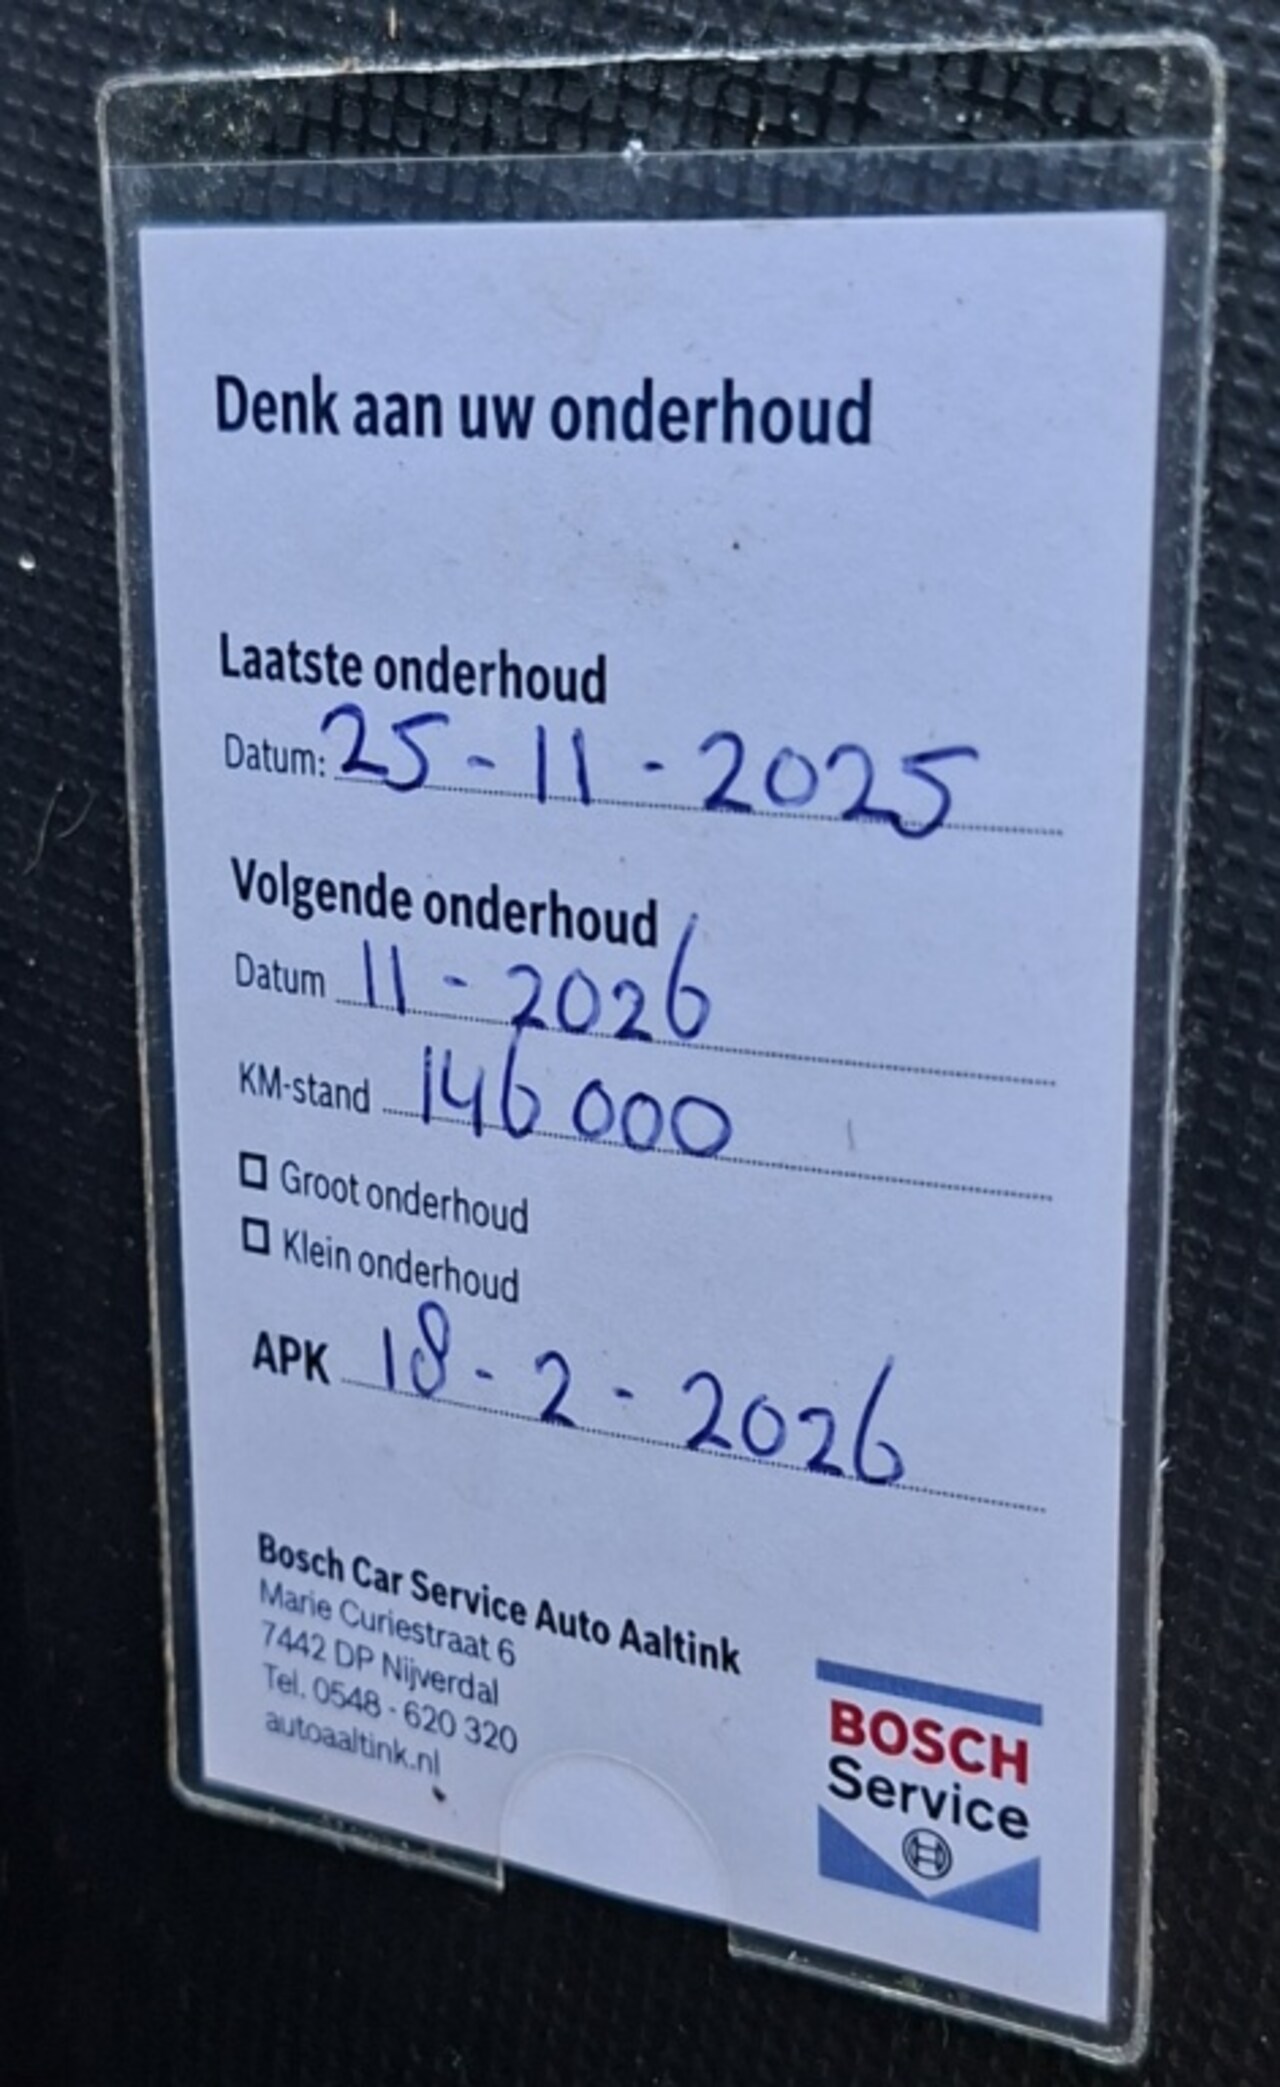 Denk aan uw onderhoud
Laatste onderhoud
Datum: 25-11-2025
Volgende onderhoud
Datum 11-2026
KM-stand 146 000
Groot onderhoud
Klein onderhoud
APK 18-2-2026
Bosch Car Service Auto Aaltink
Marie Curiestraat 6
7442 DP Nijverdal
Tel. 0548 - 620 320
autoaaltink.nl
BOSCH
Service